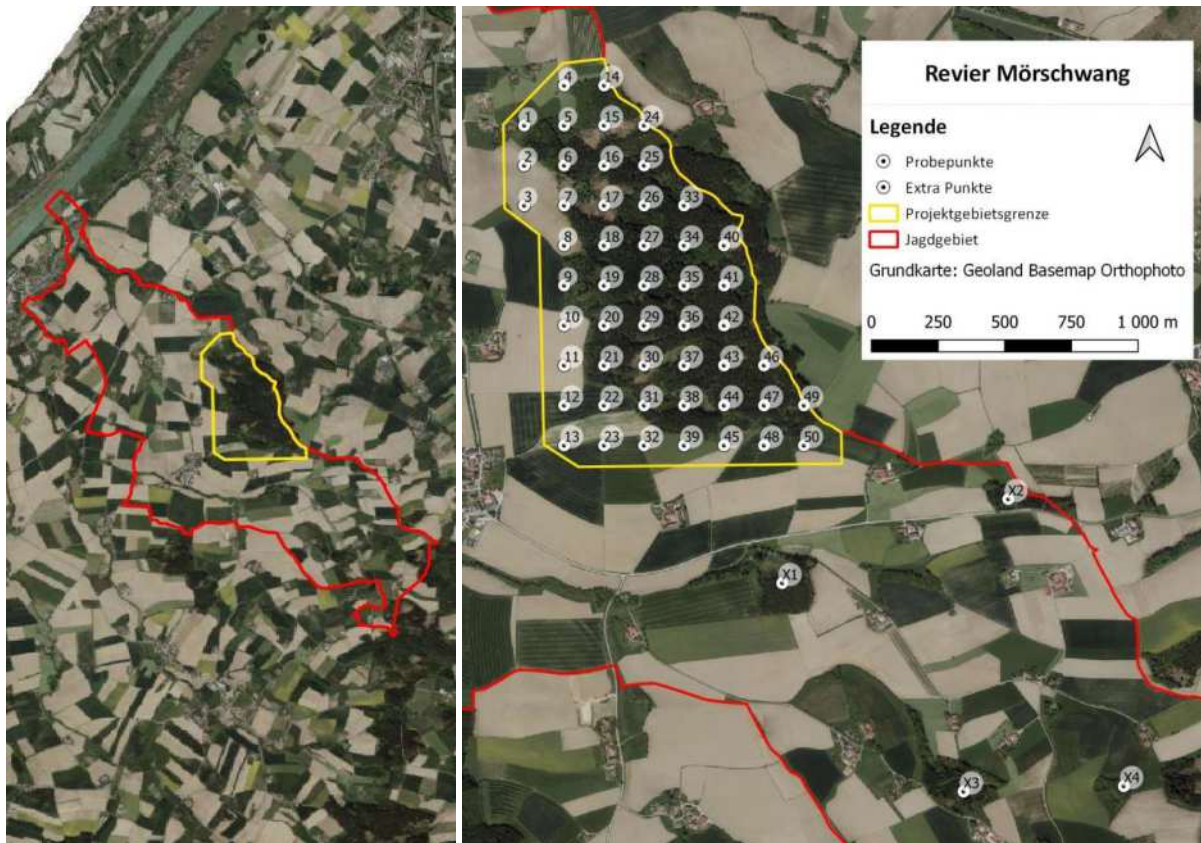 Revier Mörschwang
Legende
Probepunkte
Extra Punkte
Projektgebietsgrenze
Jagdgebiet
Grundkarte: Geoland Basemap Orthophoto
0 250 500 750 1 000 m
4 14
1 5 15 24
2 6 16 25
3 7 17 26 33
8 18 27 34 40
9 19 28 35 41
10 20 29 36 42
11 21 30 37 43 46
12 22 31 38 44 47 49
13 23 32 39 45 48 50
X2
X1
X3 X4